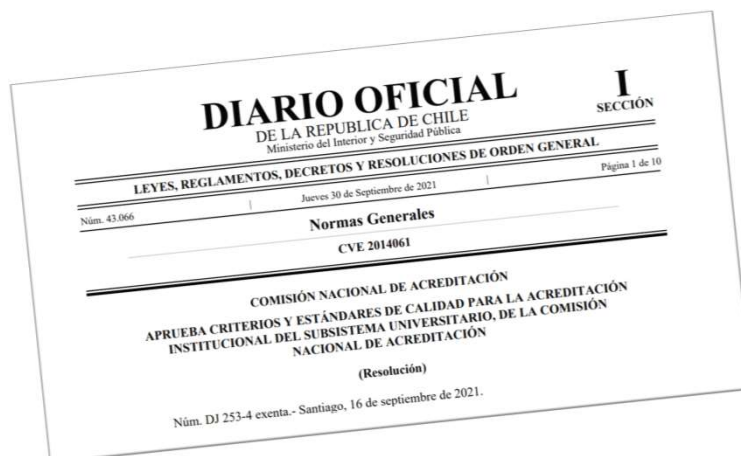 DIARIO OFICIAL
DE LA REPUBLICA DE CHILE
Ministerio del Interior y Seguridad Pública
I
SECCIÓN
LEYES, REGLAMENTOS, DECRETOS Y RESOLUCIONES DE ORDEN GENERAL
Núm. 43.066 | Jueves 30 de Septiembre de 2021 | Página 1 de 10
Normas Generales
CVE 2014061
COMISIÓN NACIONAL DE ACREDITACIÓN
APRUEBA CRITERIOS Y ESTÁNDARES DE CALIDAD PARA LA ACREDITACIÓN
INSTITUCIONAL DEL SUBSISTEMA UNIVERSITARIO, DE LA COMISIÓN
NACIONAL DE ACREDITACIÓN
(Resolución)
Núm. DJ 253-4 exenta.- Santiago, 16 de septiembre de 2021.